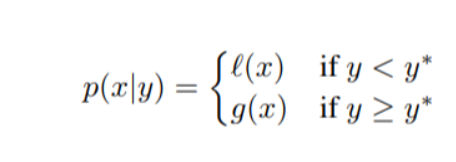 p(x|y) = { ℓ(x) if y < y*
g(x) if y ≥ y*